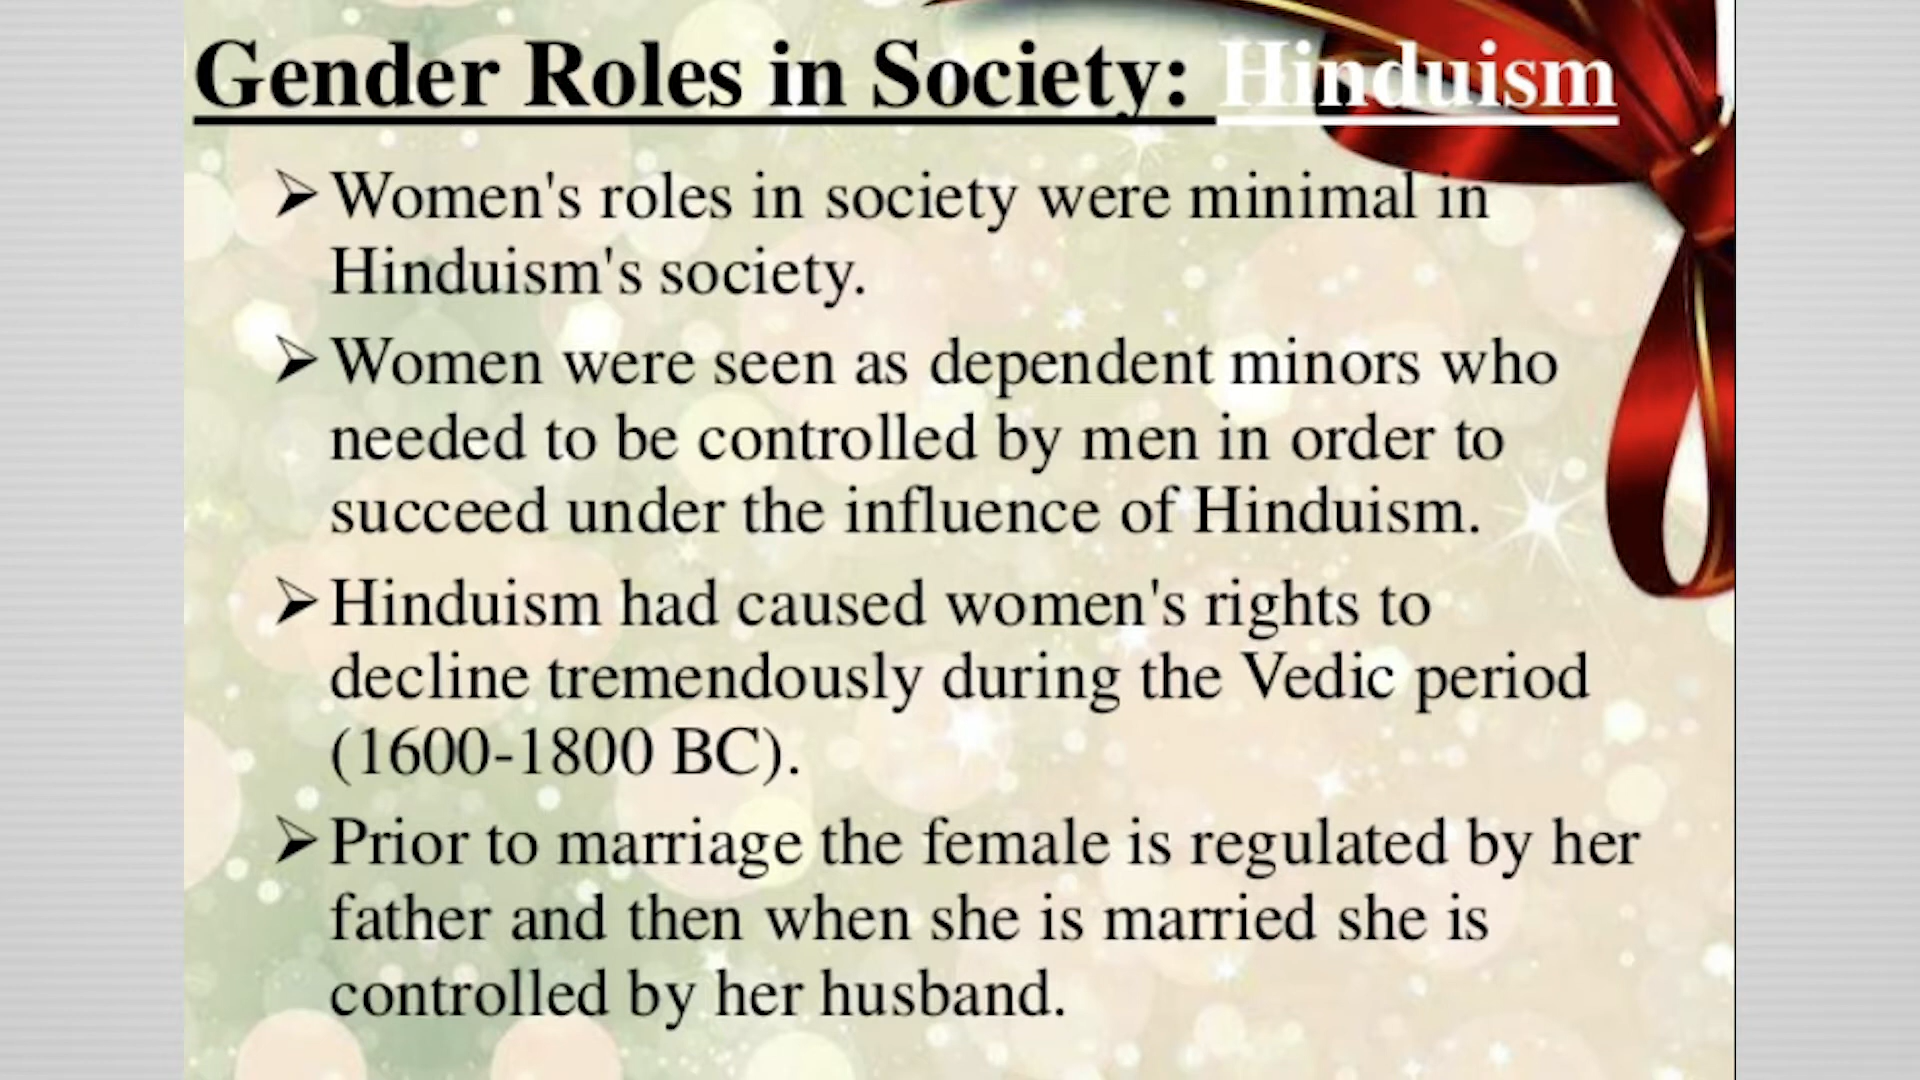 Gender Roles in Society: Hinduism
➢Women's roles in society were minimal in
Hinduism's society.
➢Women were seen as dependent minors who
needed to be controlled by men in order to
succeed under the influence of Hinduism.
➢Hinduism had caused women's rights to
decline tremendously during the Vedic period
(1600-1800 BC).
➢Prior to marriage the female is regulated by her
father and then when she is married she is
controlled by her husband.